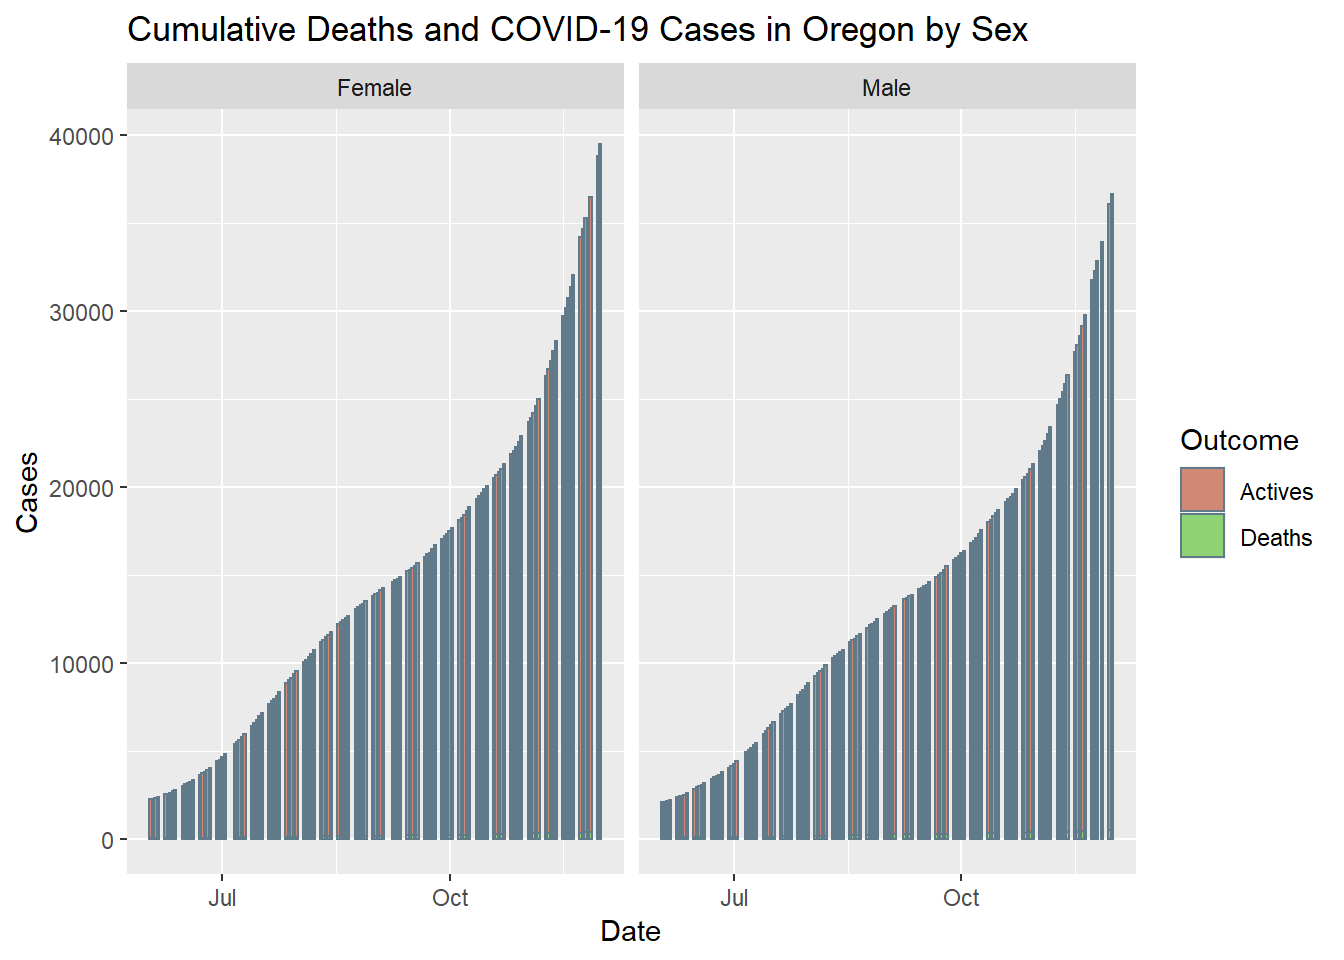 Cumulative Deaths and COVID-19 Cases in Oregon by Sex
Female
Male
40000
30000
20000
10000
0
Cases
Jul
Oct
Jul
Oct
Date
Outcome
Actives
Deaths